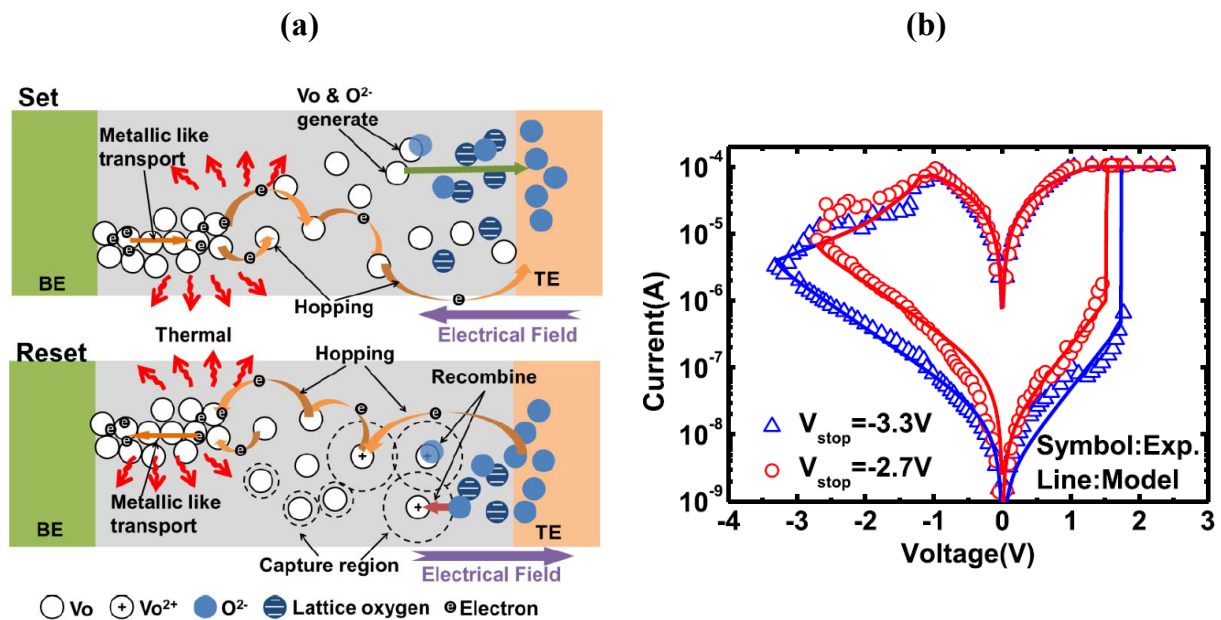 (a)
Set
Vo & O²⁻
generate
Metallic like
transport
e e e e e e e e e e
BE
TE
Hopping
Thermal
Electrical Field
Reset
Hopping
Recombine
e e e e e e e e
+ + +
Metallic like
transport
BE
TE
Capture region
Electrical Field
Vo + Vo²⁺ O²⁻ Lattice oxygen e Electron
(b)
Current(A)
10⁻⁴
10⁻⁵
10⁻⁶
10⁻⁷
10⁻⁸
10⁻⁹
V_stop=-3.3V
V_stop=-2.7V
Symbol:Exp.
Line:Model
-4 -3 -2 -1 0 1 2 3
Voltage(V)